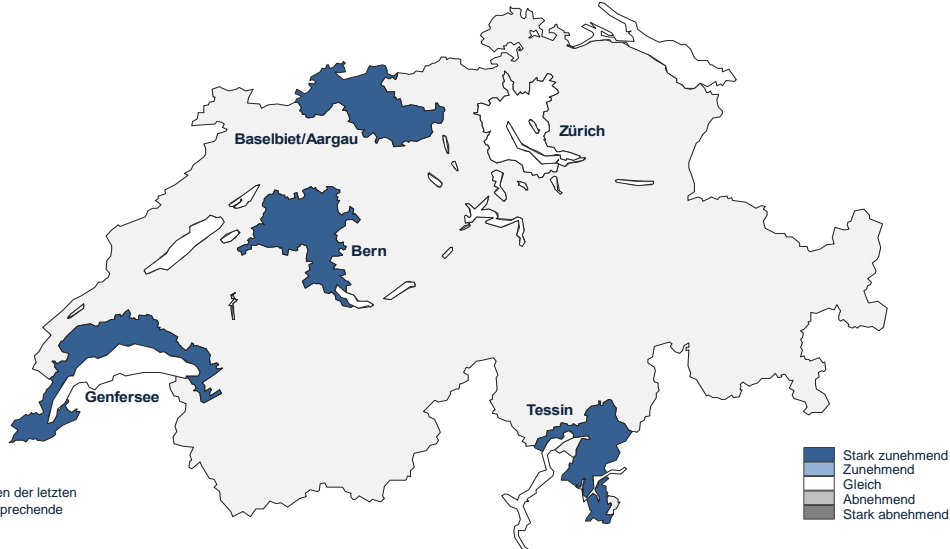 Baselbiet/Aargau
Zürich
Bern
Genfersee
Tessin
en der letzten
prechende
Stark zunehmend
Zunehmend
Gleich
Abnehmend
Stark abnehmend